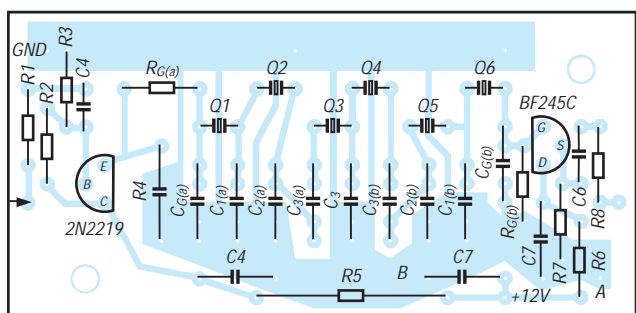 GND
R1
R2
R3
C4
RG(a)
Q1
Q2
Q3
Q4
Q5
Q6
BF245C
E
B
C
2N2219
R4
CG(a)
C1(a)
C2(a)
C3(a)
C3
C3(b)
C2(b)
C1(b)
CG(b)
RG(b)
G
S
D
C6
R8
C7
R7
R6
C4
R5
B
C7
+12V
A